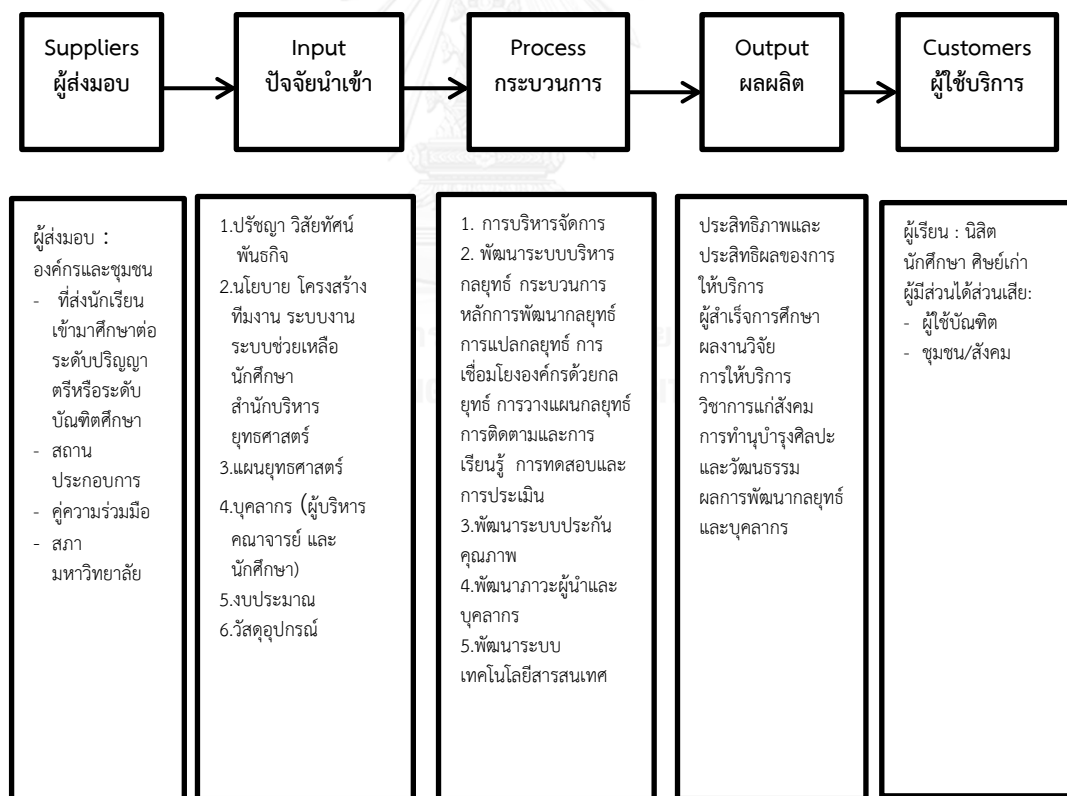 Suppliers
ผู้ส่งมอบ
Input
ปัจจัยนำเข้า
Process
กระบวนการ
Output
ผลผลิต
Customers
ผู้ใช้บริการ
ผู้ส่งมอบ :
องค์กรและชุมชน
- ที่ส่งนักเรียน
เข้ามาศึกษาต่อ
ระดับปริญญา
ตรีหรือระดับ
บัณฑิตศึกษา
- สถาน
ประกอบการ
- คู่ความร่วมมือ
- สภา
มหาวิทยาลัย
1.ปรัชญา วิสัยทัศน์
พันธกิจ
2.นโยบาย โครงสร้าง
ทีมงาน ระบบงาน
ระบบช่วยเหลือ
นักศึกษา
สำนักบริหาร
ยุทธศาสตร์
3.แผนยุทธศาสตร์
4.บุคลากร (ผู้บริหาร
คณาจารย์ และ
นักศึกษา)
5.งบประมาณ
6.วัสดุอุปกรณ์
1. การบริหารจัดการ
2. พัฒนาระบบบริหาร
กลยุทธ์ กระบวนการ
หลักการพัฒนากลยุทธ์
การแปลกลยุทธ์ การ
เชื่อมโยงองค์กรด้วยกล
ยุทธ์ การวางแผนกลยุทธ์
การติดตามและการ
เรียนรู้ การทดสอบและ
การประเมิน
3.พัฒนาระบบประกัน
คุณภาพ
4.พัฒนาภาวะผู้นำและ
บุคลากร
5.พัฒนาระบบ
เทคโนโลยีสารสนเทศ
ประสิทธิภาพและ
ประสิทธิผลของการ
ให้บริการ
ผู้สำเร็จการศึกษา
ผลงานวิจัย
การให้บริการ
วิชาการแก่สังคม
การทำนุบำรุงศิลปะ
และวัฒนธรรม
ผลการพัฒนากลยุทธ์
และบุคลากร
ผู้เรียน : นิสิต
นักศึกษา ศิษย์เก่า
ผู้มีส่วนได้ส่วนเสีย:
- ผู้ใช้บัณฑิต
- ชุมชน/สังคม